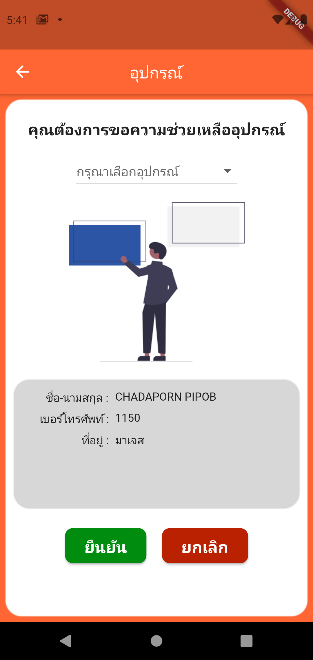 5:41
DEBUG
อุปกรณ์
คุณต้องการขอความช่วยเหลืออุปกรณ์
กรุณาเลือกอุปกรณ์
ชื่อ-นามสกุล : CHADAPORN PIPOB
เบอร์โทรศัพท์ : 1150
ที่อยู่ : มาเจส
ยืนยัน ยกเลิก